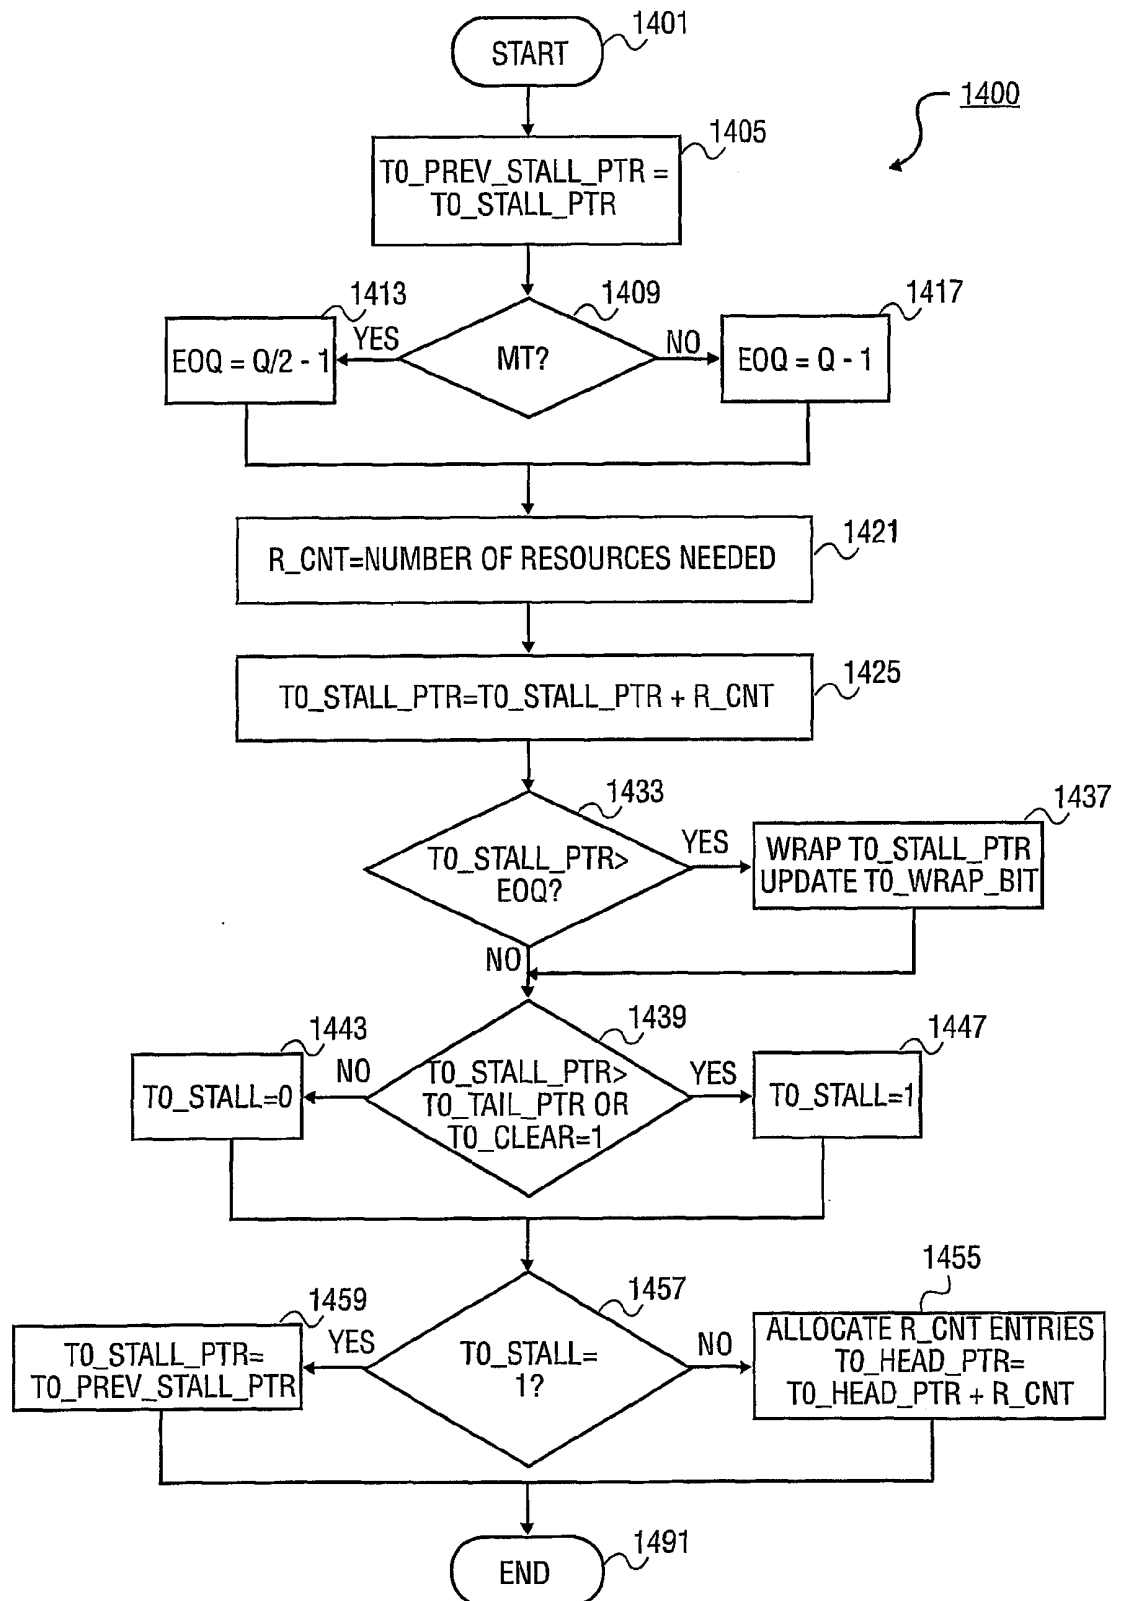 1401
START
1400
1405
T0_PREV_STALL_PTR =
T0_STALL_PTR
1413
1409
1417
YES
NO
EOQ = Q/2 - 1
MT?
EOQ = Q - 1
1421
R_CNT=NUMBER OF RESOURCES NEEDED
1425
T0_STALL_PTR=T0_STALL_PTR + R_CNT
1433
1437
YES
T0_STALL_PTR>
EOQ?
WRAP T0_STALL_PTR
UPDATE T0_WRAP_BIT
NO
1443
1439
1447
NO
YES
T0_STALL=0
T0_STALL_PTR>
T0_TAIL_PTR OR
T0_CLEAR=1
T0_STALL=1
1455
1459
1457
YES
NO
T0_STALL_PTR=
T0_PREV_STALL_PTR
T0_STALL=
1?
ALLOCATE R_CNT ENTRIES
T0_HEAD_PTR=
T0_HEAD_PTR + R_CNT
1491
END